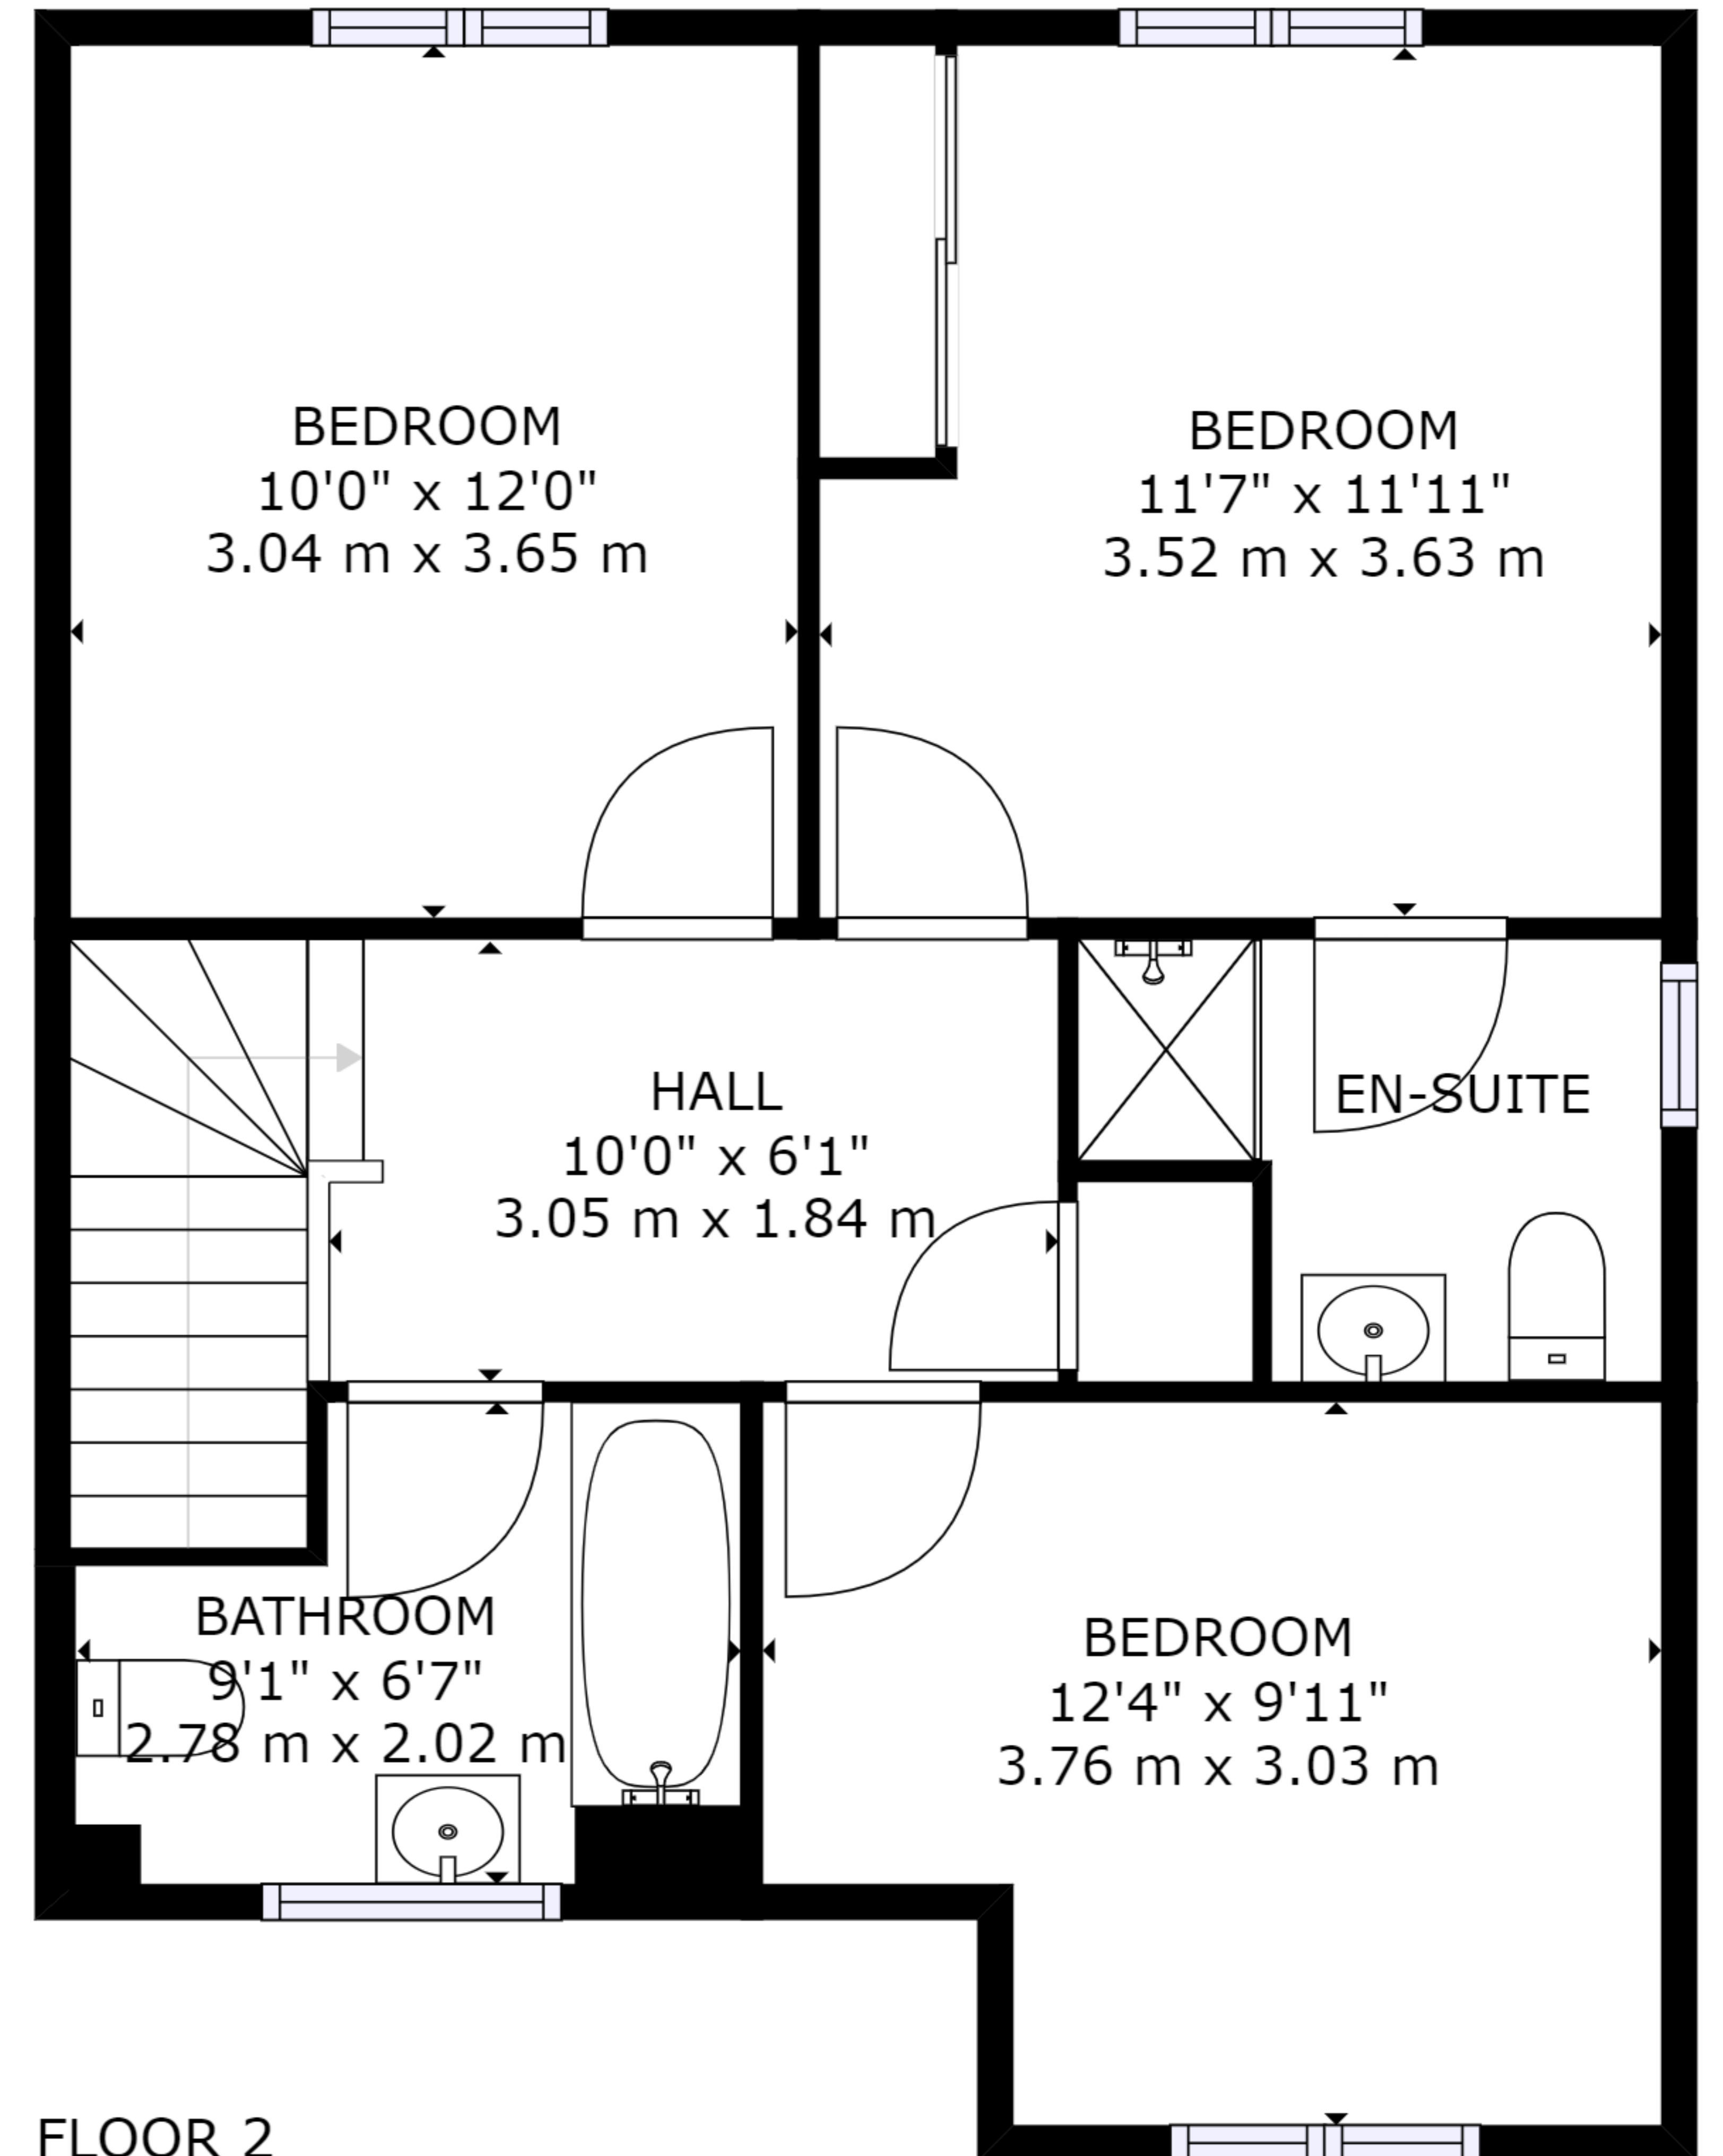 BEDROOM
10'0" x 12'0"
3.04 m x 3.65 m
BEDROOM
11'7" x 11'11"
3.52 m x 3.63 m
HALL
10'0" x 6'1"
3.05 m x 1.84 m
EN-SUITE
BATHROOM
9'1" x 6'7"
2.78 m x 2.02 m
BEDROOM
12'4" x 9'11"
3.76 m x 3.03 m
FLOOR 2